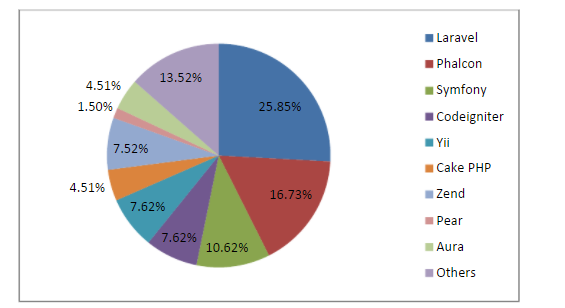 Laravel
Phalcon
Symfony
Codeigniter
Yii
Cake PHP
Zend
Pear
Aura
Others
25.85%
16.73%
10.62%
7.62%
7.62%
4.51%
7.52%
1.50%
4.51%
13.52%